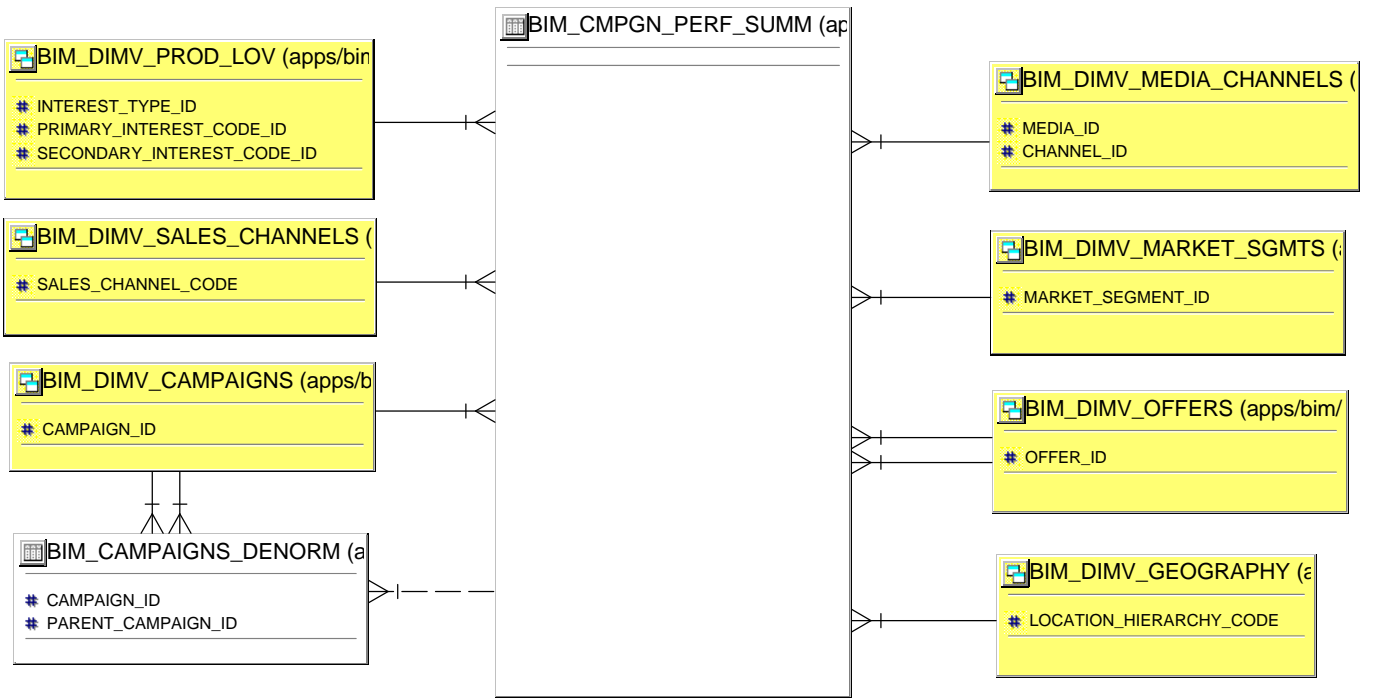 BIM_CMPGN_PERF_SUMM (ap
BIM_DIMV_PROD_LOV (apps/bim
# INTEREST_TYPE_ID
# PRIMARY_INTEREST_CODE_ID
# SECONDARY_INTEREST_CODE_ID
BIM_DIMV_SALES_CHANNELS (
# SALES_CHANNEL_CODE
BIM_DIMV_CAMPAIGNS (apps/b
# CAMPAIGN_ID
BIM_CAMPAIGNS_DENORM (a
# CAMPAIGN_ID
# PARENT_CAMPAIGN_ID
BIM_DIMV_MEDIA_CHANNELS (
# MEDIA_ID
# CHANNEL_ID
BIM_DIMV_MARKET_SGMTS (a
# MARKET_SEGMENT_ID
BIM_DIMV_OFFERS (apps/bim/
# OFFER_ID
BIM_DIMV_GEOGRAPHY (a
# LOCATION_HIERARCHY_CODE